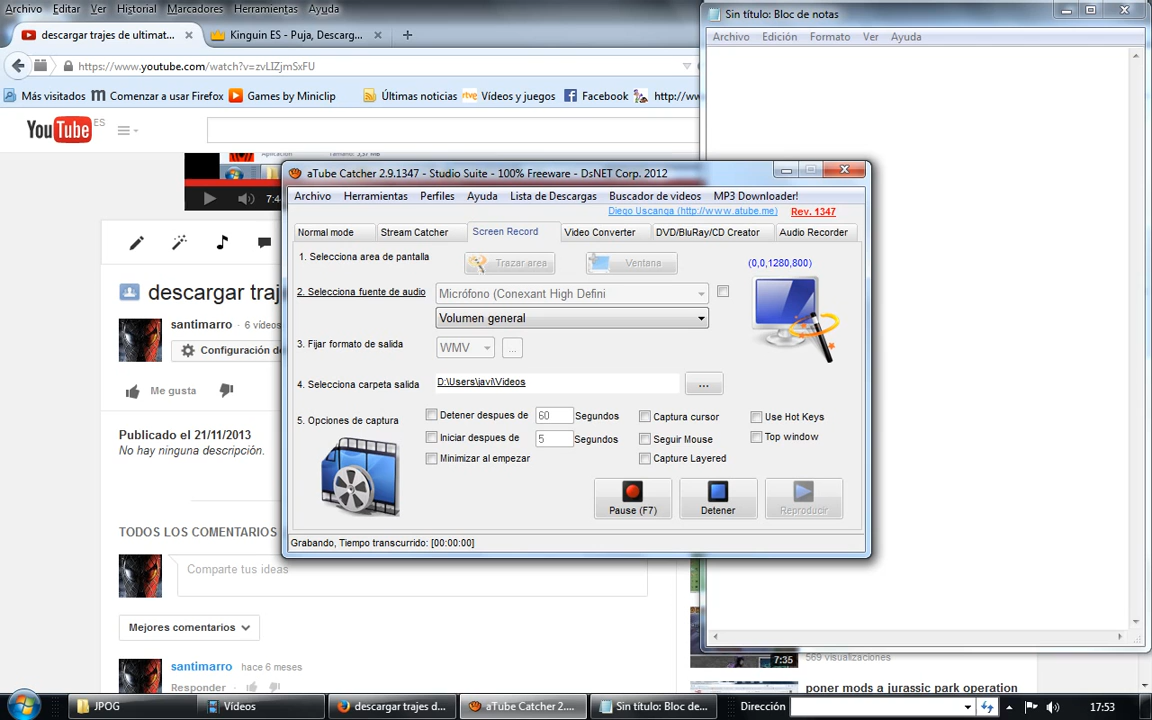 Archivo Editar Ver Historial Marcadores Herramientas Ayuda
descargar trajes de ultimat...
Kinguin ES - Puja, Descarg...
https://www.youtube.com/watch?v=zvLIZjmSxFU
Más visitados
Comenzar a usar Firefox
Games by Miniclip
Últimas noticias
rtve Vídeos y juegos
Facebook
http://ww
YouTube ES
7:4
descargar traj
santimarro · 6 vídeos
Configuración de
Me gusta
Publicado el 21/11/2013
No hay ninguna descripción.
TODOS LOS COMENTARIOS
Comparte tus ideas
Mejores comentarios
santimarro hace 6 meses
Responder
Sin título: Bloc de notas
Archivo Edición Formato Ver Ayuda
aTube Catcher 2.9.1347 - Studio Suite - 100% Freeware - DsNET Corp. 2012
Archivo Herramientas Perfiles Ayuda Lista de Descargas Buscador de videos MP3 Downloader!
Diego Uscanga (http://www.atube.me) Rev. 1347
Normal mode Stream Catcher Screen Record Video Converter DVD/BluRay/CD Creator Audio Recorder
1. Selecciona area de pantalla
Trazar area
Ventana
(0,0,1280,800)
2. Selecciona fuente de audio
Micrófono (Conexant High Defini
Volumen general
3. Fijar formato de salida
WMV
...
4. Selecciona carpeta salida
D:\Users\javi\Videos
...
5. Opciones de captura
Detener despues de 60 Segundos
Iniciar despues de 5 Segundos
Minimizar al empezar
Captura cursor
Seguir Mouse
Capture Layered
Use Hot Keys
Top window
Pause (F7)
Detener
Reproducir
Grabando, Tiempo transcurrido: [00:00:00]
7:35
569 visualizaciones
poner mods a jurassic park operation
JPOG
Vídeos
descargar trajes d...
aTube Catcher 2....
Sin título: Bloc de...
Dirección
17:53